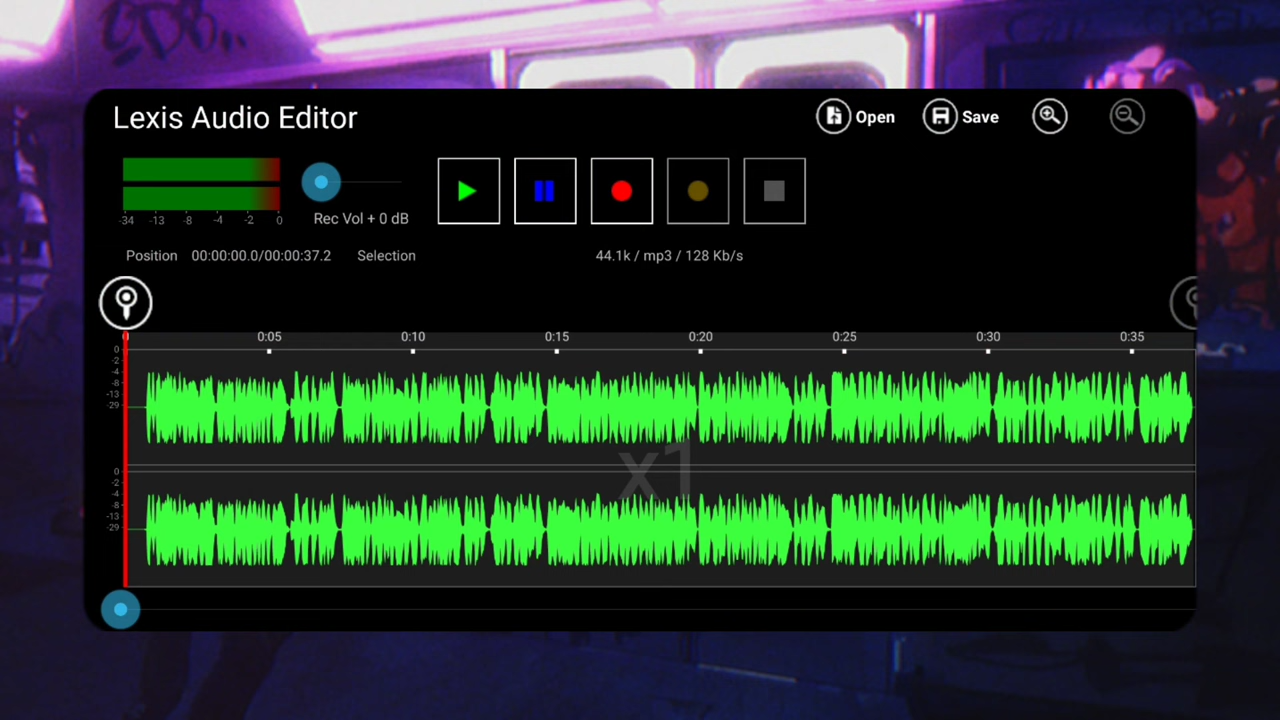 Lexis Audio Editor
Open
Save
-34 -13 -8 -4 -2 0
Rec Vol + 0 dB
Position 00:00:00.0/00:00:37.2 Selection 44.1k / mp3 / 128 Kb/s
0 0:05 0:10 0:15 0:20 0:25 0:30 0:35
0
-2
-4
-8
-13
-29
x1
0
-2
-4
-8
-13
-29